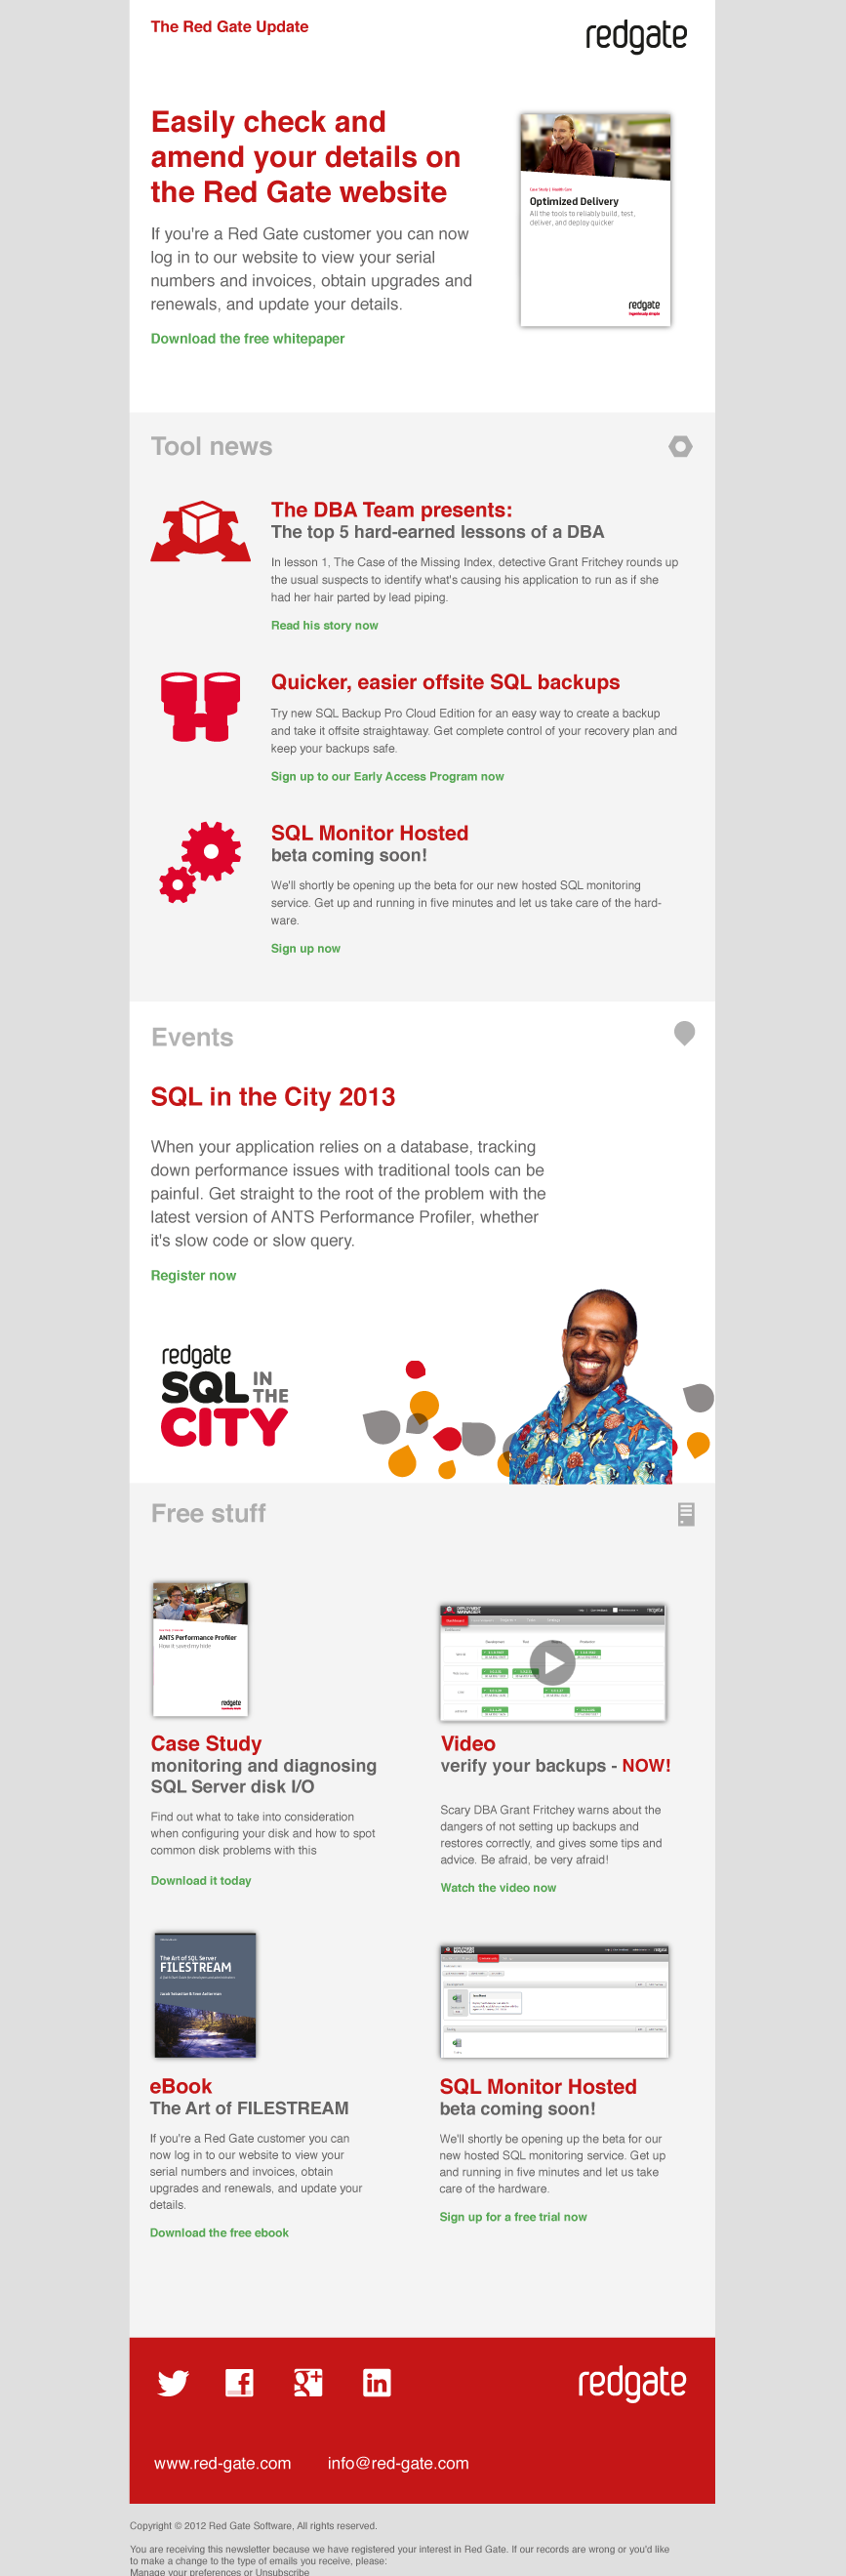 The Red Gate Update
redgate
Easily check and
amend your details on
the Red Gate website
If you're a Red Gate customer you can now
log in to our website to view your serial
numbers and invoices, obtain upgrades and
renewals, and update your details.
Download the free whitepaper
Optimized Delivery
All the tools to reliably build, test,
deliver, and deploy quicker
redgate
Tool news
The DBA Team presents:
The top 5 hard-earned lessons of a DBA
In lesson 1, The Case of the Missing Index, detective Grant Fritchey rounds up
the usual suspects to identify what's causing his application to run as if she
had her hair parted by lead piping.
Read his story now
Quicker, easier offsite SQL backups
Try new SQL Backup Pro Cloud Edition for an easy way to create a backup
and take it offsite straightaway. Get complete control of your recovery plan and
keep your backups safe.
Sign up to our Early Access Program now
SQL Monitor Hosted
beta coming soon!
We'll shortly be opening up the beta for our new hosted SQL monitoring
service. Get up and running in five minutes and let us take care of the hard-
ware.
Sign up now
Events
SQL in the City 2013
When your application relies on a database, tracking
down performance issues with traditional tools can be
painful. Get straight to the root of the problem with the
latest version of ANTS Performance Profiler, whether
it's slow code or slow query.
Register now
redgate
SQL IN THE
CITY
Free stuff
ANTS Performance Profiler
How it saved my hide
redgate
Case Study
monitoring and diagnosing
SQL Server disk I/O
Find out what to take into consideration
when configuring your disk and how to spot
common disk problems with this
Download it today
Video
verify your backups - NOW!
Scary DBA Grant Fritchey warns about the
dangers of not setting up backups and
restores correctly, and gives some tips and
advice. Be afraid, be very afraid!
Watch the video now
The Art of SQL Server
FILESTREAM
eBook
The Art of FILESTREAM
If you're a Red Gate customer you can
now log in to our website to view your
serial numbers and invoices, obtain
upgrades and renewals, and update your
details.
Download the free ebook
SQL Monitor Hosted
beta coming soon!
We'll shortly be opening up the beta for our
new hosted SQL monitoring service. Get up
and running in five minutes and let us take
care of the hardware.
Sign up for a free trial now
redgate
www.red-gate.com info@red-gate.com
Copyright © 2012 Red Gate Software, All rights reserved.
You are receiving this newsletter because we have registered your interest in Red Gate. If our records are wrong or you'd like
to make a change to the type of emails you receive, please:
Manage your preferences or Unsubscribe